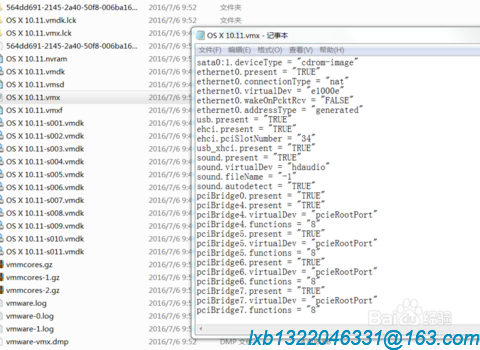 564dd691-2145-2a40-50f8-006ba16... 2016/7/6 9:52 文件夹
OS X 10.11.vmdk.lck 2016/7/6 9:52 文件夹
OS X 10.11.vmx.lck 2016/7/6 9:52
564dd691-2145-2a40-50f8-006ba16... 2016/7/6 9:52
OS X 10.11.nvram 2016/7/6 9:5
OS X 10.11.vmdk 2016/7/6 9:4
OS X 10.11.vmsd 2016/7/6 9:4
OS X 10.11.vmx 2016/7/6 9:5
OS X 10.11.vmxf 2016/7/6 9:4
OS X 10.11-s001.vmdk 2016/7/6 9:5
OS X 10.11-s002.vmdk 2016/7/6 9:4
OS X 10.11-s003.vmdk 2016/7/6 9:4
OS X 10.11-s004.vmdk 2016/7/6 9:4
OS X 10.11-s005.vmdk 2016/7/6 9:4
OS X 10.11-s006.vmdk 2016/7/6 9:4
OS X 10.11-s007.vmdk 2016/7/6 9:4
OS X 10.11-s008.vmdk 2016/7/6 9:4
OS X 10.11-s009.vmdk 2016/7/6 9:4
OS X 10.11-s010.vmdk 2016/7/6 9:4
OS X 10.11-s011.vmdk 2016/7/6 9:4
vmmcores.gz 2016/7/6 9:5
vmmcores-1.gz 2016/7/6 9:5
vmmcores-2.gz 2016/7/6 9:5
vmware.log 2016/7/6 9:5
vmware-0.log 2016/7/6 9:5
vmware-1.log 2016/7/6 9:5
vmware-vmx.dmp 2016/7/6 9:52 DMP 文件
OS X 10.11.vmx - 记事本
文件(F) 编辑(E) 格式(O) 查看(V) 帮助(H)
sata0:1.deviceType = "cdrom-image"
ethernet0.present = "TRUE"
ethernet0.connectionType = "nat"
ethernet0.virtualDev = "e1000e"
ethernet0.wakeOnPcktRcv = "FALSE"
ethernet0.addressType = "generated"
usb.present = "TRUE"
ehci.present = "TRUE"
ehci.pciSlotNumber = "34"
usb_xhci.present = "TRUE"
sound.present = "TRUE"
sound.virtualDev = "hdaudio"
sound.fileName = "-1"
sound.autodetect = "TRUE"
pciBridge0.present = "TRUE"
pciBridge4.present = "TRUE"
pciBridge4.virtualDev = "pcieRootPort"
pciBridge4.functions = "8"
pciBridge5.present = "TRUE"
pciBridge5.virtualDev = "pcieRootPort"
pciBridge5.functions = "8"
pciBridge6.present = "TRUE"
pciBridge6.virtualDev = "pcieRootPort"
pciBridge6.functions = "8"
pciBridge7.present = "TRUE"
pciBridge7.virtualDev = "pcieRootPort"
pciBridge7.functions = "8"
Baidu经验
lxb1322046331@163.com